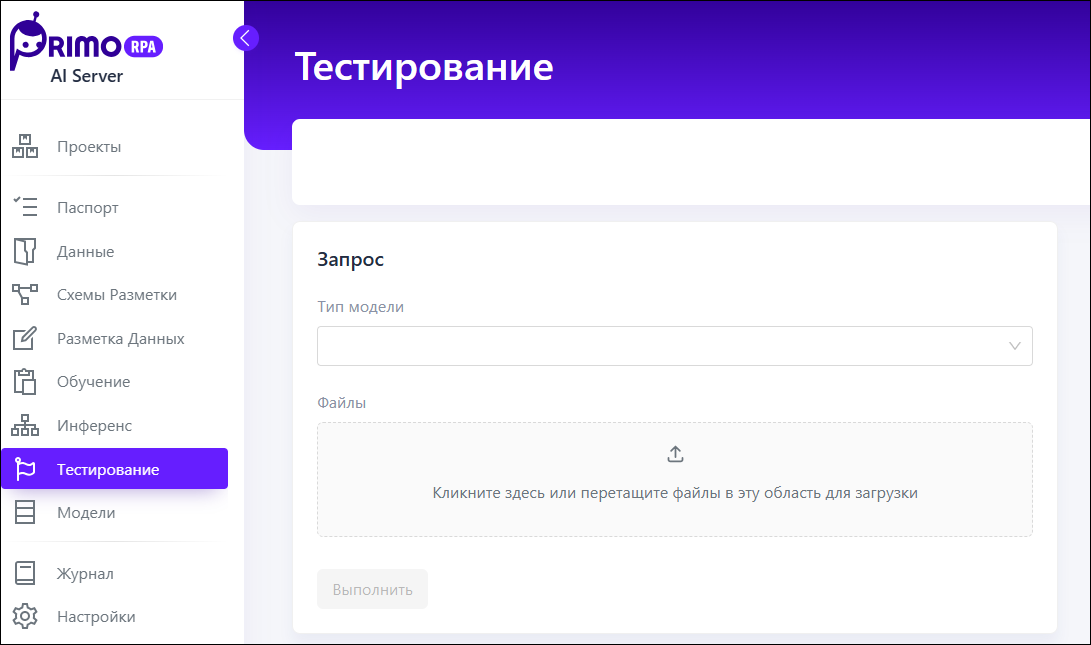 PRIMO RPA
AI Server
Проекты
Паспорт
Данные
Схемы Разметки
Разметка Данных
Обучение
Инференс
Тестирование
Модели
Журнал
Настройки
Тестирование
Запрос
Тип модели
Файлы
Кликните здесь или перетащите файлы в эту область для загрузки
Выполнить